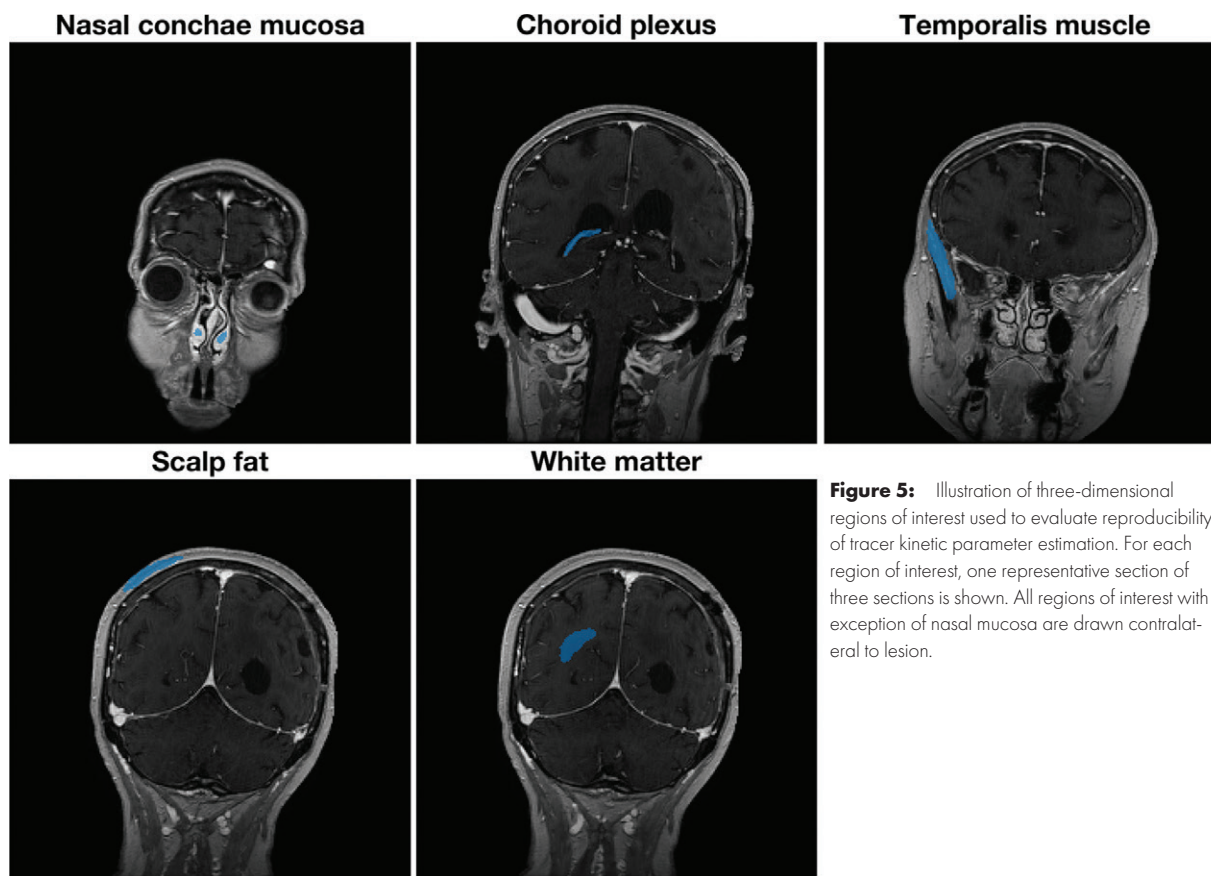 Nasal conchae mucosa
Choroid plexus
Temporalis muscle
Scalp fat
White matter
Figure 5: Illustration of three-dimensional
regions of interest used to evaluate reproducibility
of tracer kinetic parameter estimation. For each
region of interest, one representative section of
three sections is shown. All regions of interest with
exception of nasal mucosa are drawn contralat-
eral to lesion.